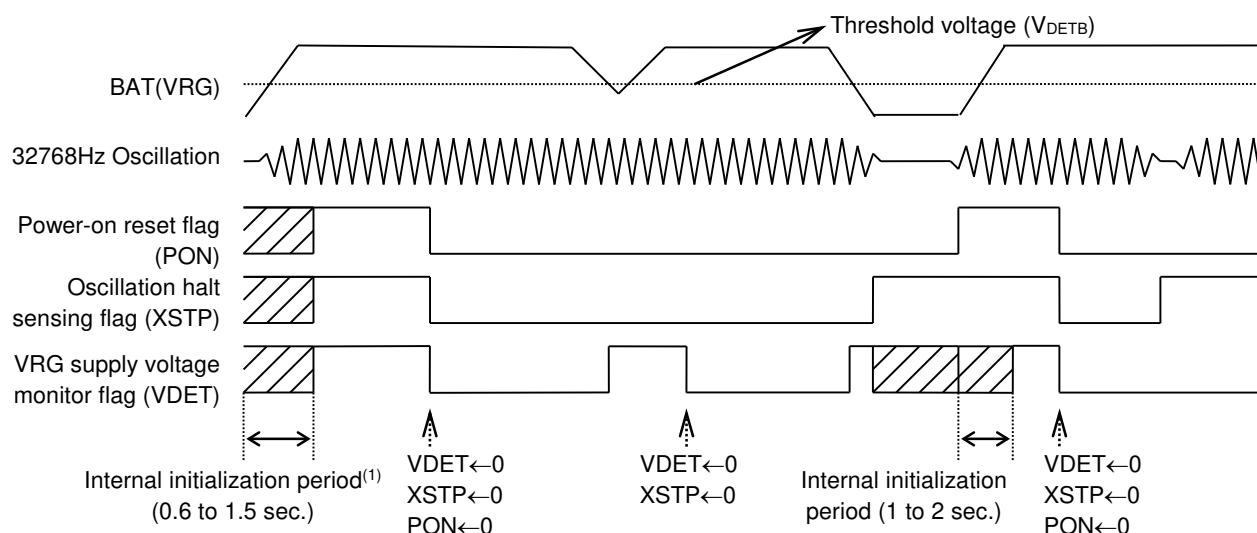 Threshold voltage (VDETB)
BAT(VRG)
32768Hz Oscillation
Power-on reset flag
(PON)
Oscillation halt
sensing flag (XSTP)
VRG supply voltage
monitor flag (VDET)
Internal initialization period(1)
(0.6 to 1.5 sec.)
VDET←0
XSTP←0
PON←0
VDET←0
XSTP←0
Internal initialization
period (1 to 2 sec.)
VDET←0
XSTP←0
PON←0